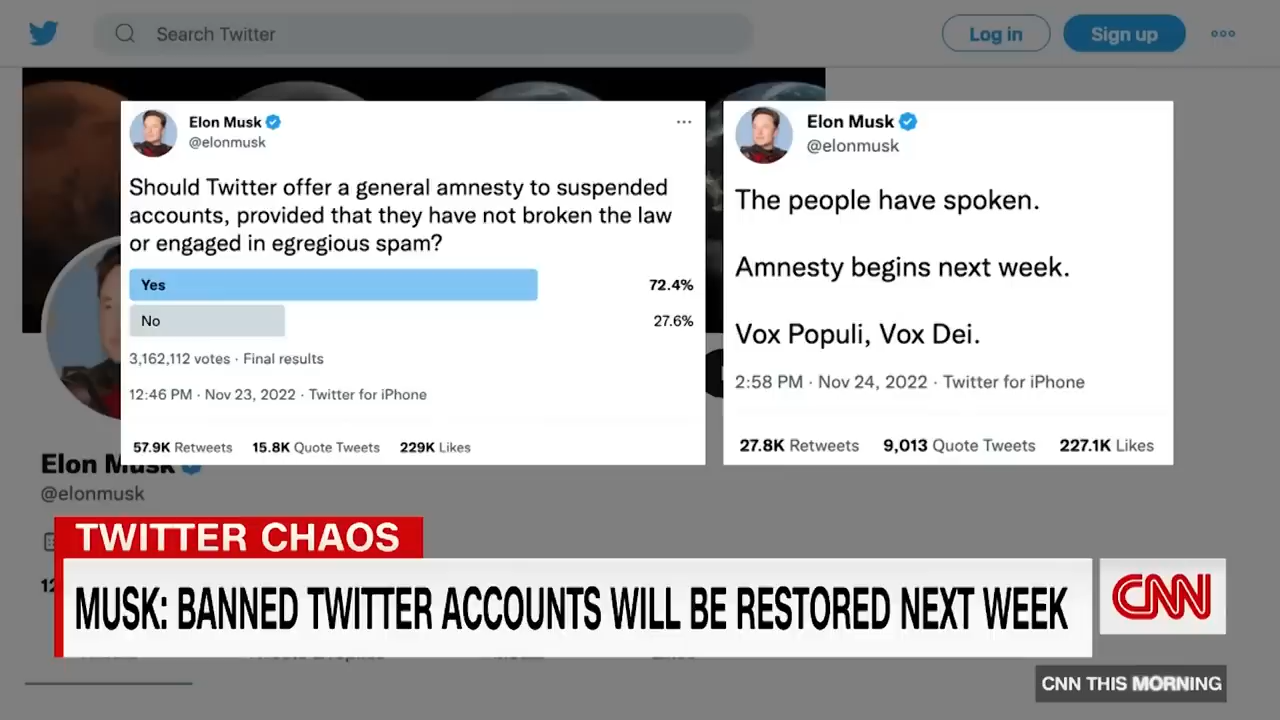 Search Twitter
Log in
Sign up
Elon Musk
@elonmusk
Should Twitter offer a general amnesty to suspended
accounts, provided that they have not broken the law
or engaged in egregious spam?
Yes 72.4%
No 27.6%
3,162,112 votes · Final results
12:46 PM · Nov 23, 2022 · Twitter for iPhone
57.9K Retweets 15.8K Quote Tweets 229K Likes
Elon Musk
@elonmusk
The people have spoken.
Amnesty begins next week.
Vox Populi, Vox Dei.
2:58 PM · Nov 24, 2022 · Twitter for iPhone
27.8K Retweets 9,013 Quote Tweets 227.1K Likes
Elon Musk
@elonmusk
TWITTER CHAOS
MUSK: BANNED TWITTER ACCOUNTS WILL BE RESTORED NEXT WEEK
CNN
CNN THIS MORNING